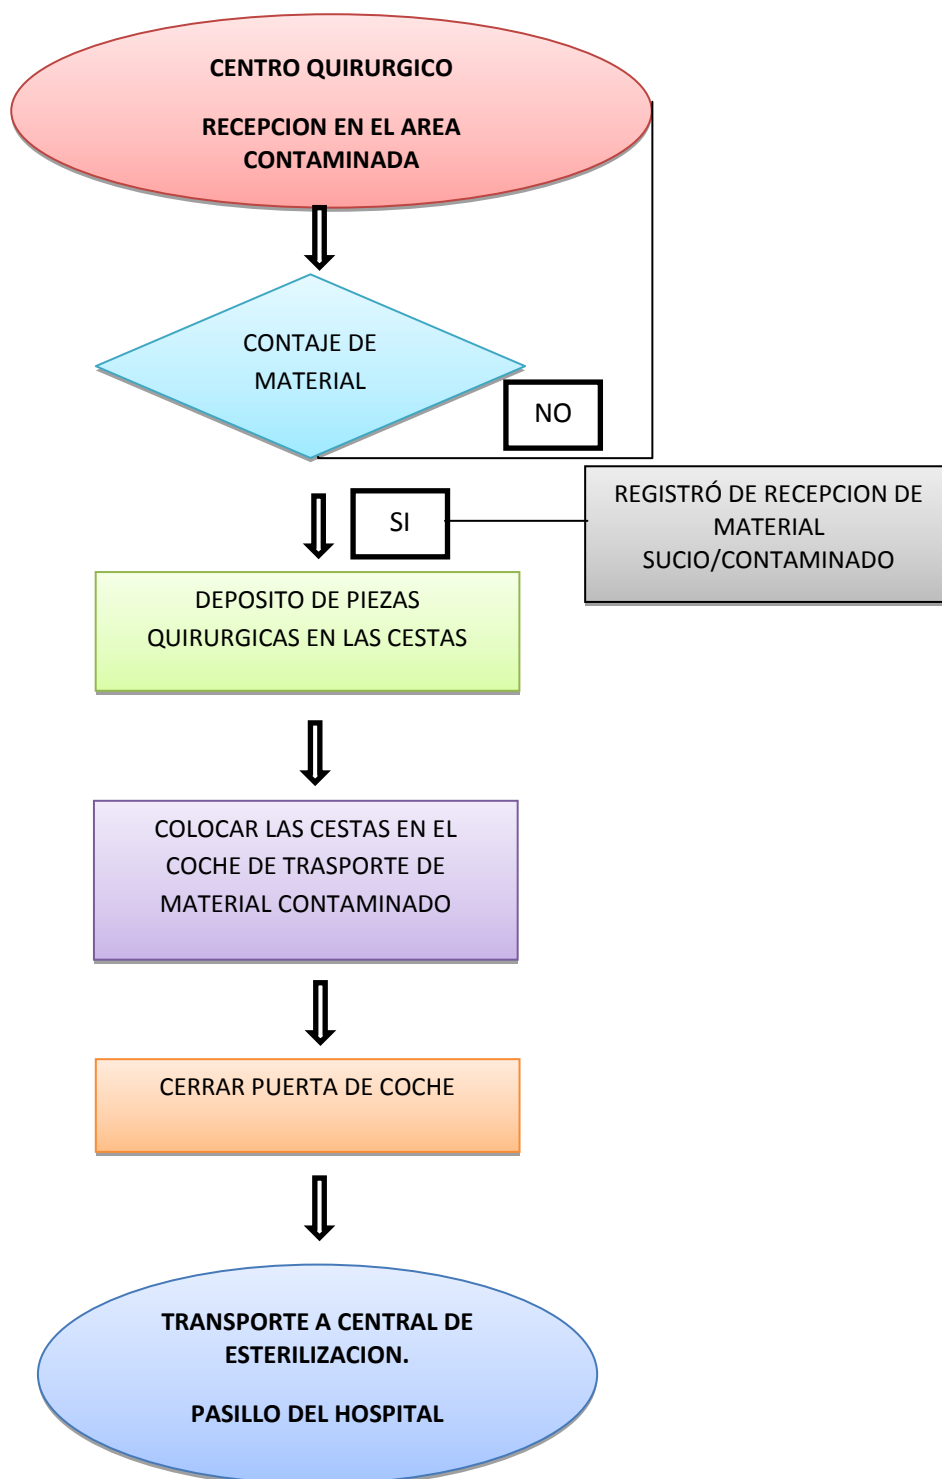 CENTRO QUIRURGICO
RECEPCION EN EL AREA
CONTAMINADA
CONTAJE DE
MATERIAL
NO
SI
REGISTRÓ DE RECEPCION DE
MATERIAL
SUCIO/CONTAMINADO
DEPOSITO DE PIEZAS
QUIRURGICAS EN LAS CESTAS
COLOCAR LAS CESTAS EN EL
COCHE DE TRASPORTE DE
MATERIAL CONTAMINADO
CERRAR PUERTA DE COCHE
TRANSPORTE A CENTRAL DE
ESTERILIZACION.
PASILLO DEL HOSPITAL